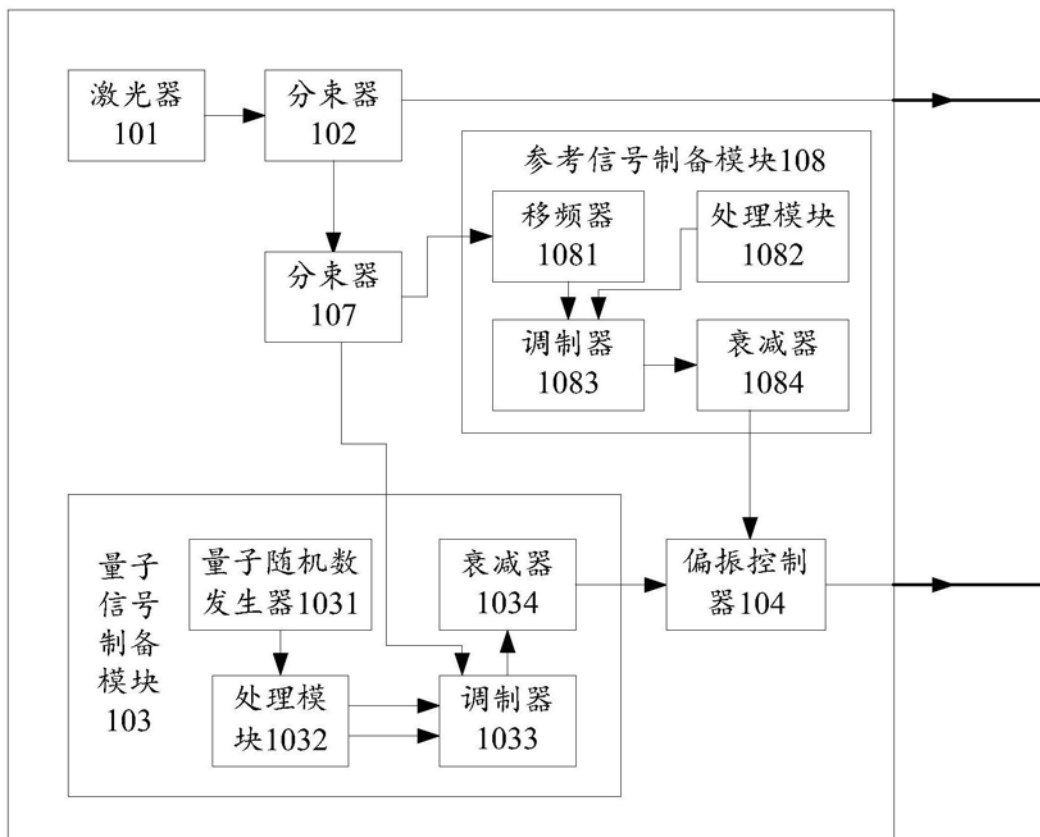 激光器
101
分束器
102
参考信号制备模块108
移频器
1081
处理模块
1082
分束器
107
调制器
1083
衰减器
1084
量子
信号
制备
模块
103
量子随机数
发生器1031
衰减器
1034
偏振控制
器104
处理模
块1032
调制器
1033